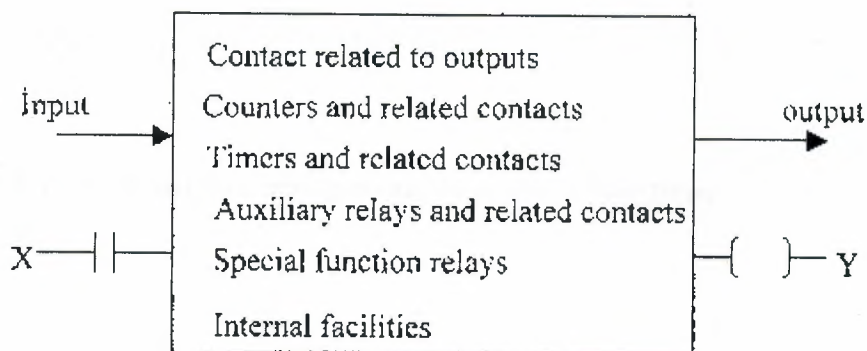 Contact related to outputs
İnput
Counters and related contacts
output
Timers and related contacts
Auxiliary relays and related contacts
X
Special function relays
Y
Internal facilities